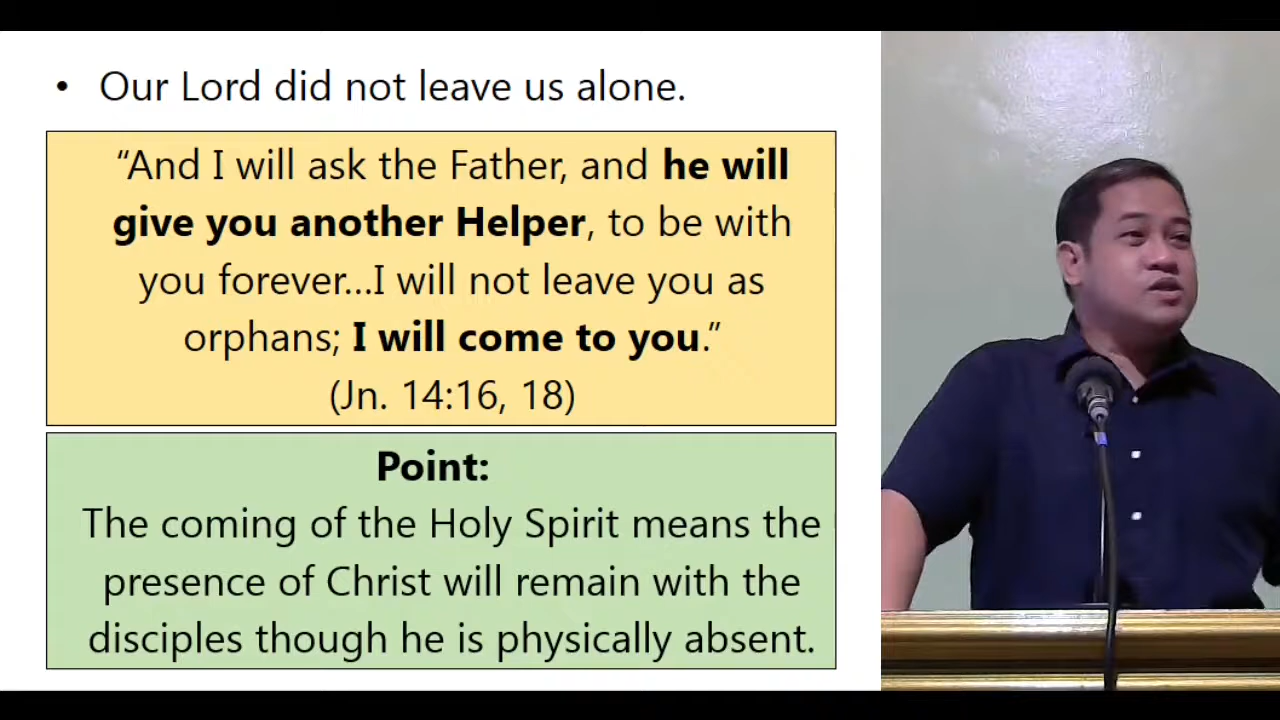 • Our Lord did not leave us alone.
“And I will ask the Father, and he will
give you another Helper, to be with
you forever...I will not leave you as
orphans; I will come to you.”
(Jn. 14:16, 18)
Point:
The coming of the Holy Spirit means the
presence of Christ will remain with the
disciples though he is physically absent.